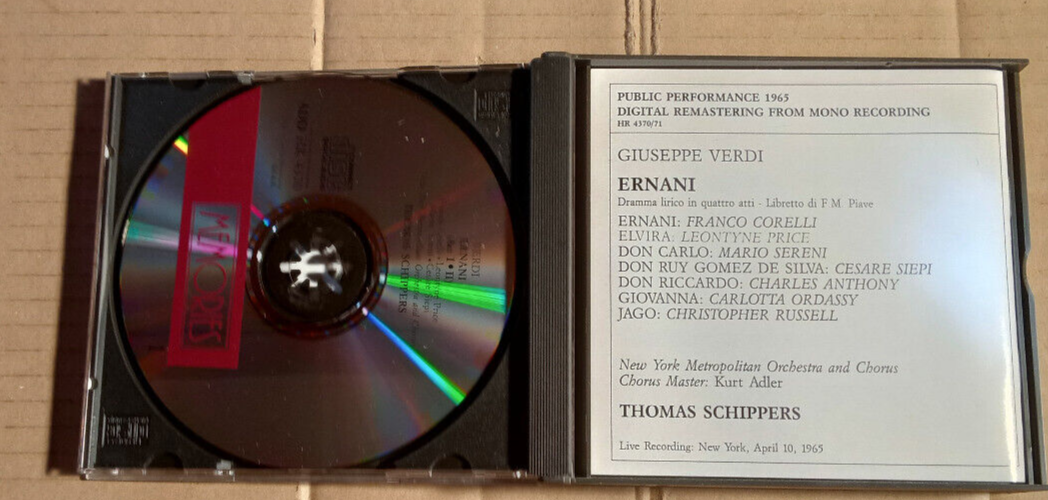 MEMORIES
VERDI
ERNANI
THOMAS SCHIPPERS
PUBLIC PERFORMANCE 1965
DIGITAL REMASTERING FROM MONO RECORDING
HR 4370/71
GIUSEPPE VERDI
ERNANI
Dramma lirico in quattro atti - Libretto di F M. Piave
ERNANI: FRANCO CORELLI
ELVIRA: LEONTYNE PRICE
DON CARLO: MARIO SERENI
DON RUY GOMEZ DE SILVA: CESARE SIEPI
DON RICCARDO: CHARLES ANTHONY
GIOVANNA: CARLOTTA ORDASSY
JAGO: CHRISTOPHER RUSSELL
New York Metropolitan Orchestra and Chorus
Chorus Master: Kurt Adler
THOMAS SCHIPPERS
Live Recording: New York, April 10, 1965